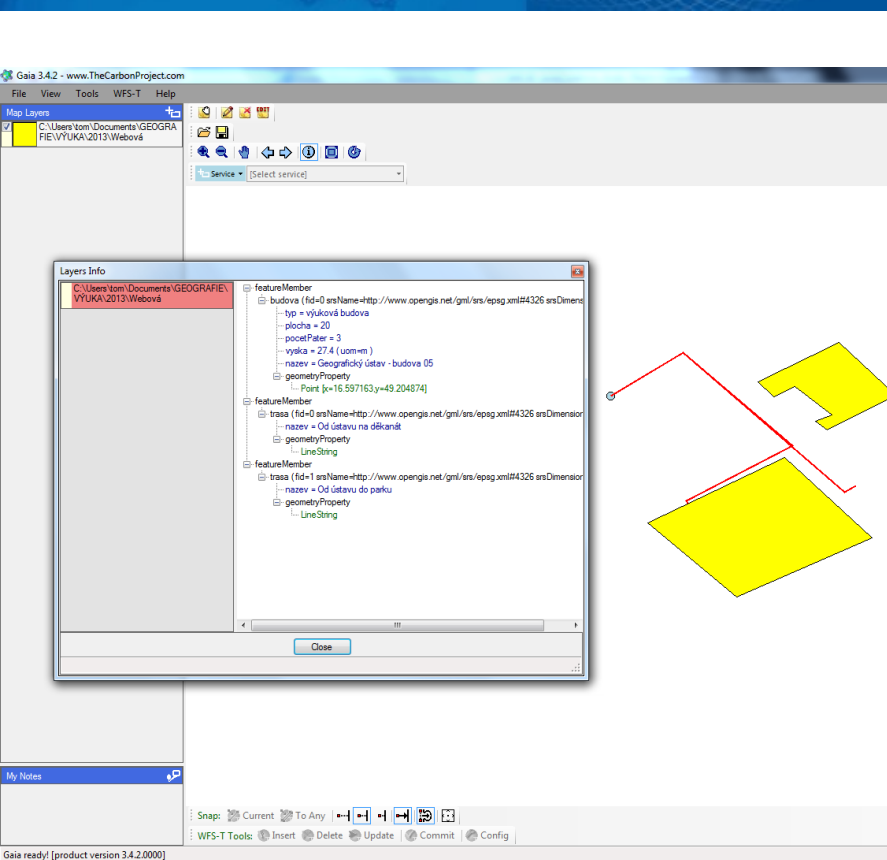 Gaia 3.4.2 - www.TheCarbonProject.com
File View Tools WFS-T Help
Map Layers
C:\Users\tom\Documents\GEOGRA
FIE\VÝUKA\2013\Webová
EDIT
Service
[Select service]
Layers Info
C:\Users\tom\Documents\GEOGRAFIE\
VÝUKA\2013\Webová
featureMember
budova (fid=0 srsName=http://www.opengis.net/gml/srs/epsg.xml#4326 srsDimens
typ = výuková budova
plocha = 20
pocetPater = 3
vyska = 27.4 ( uom=m )
nazev = Geografický ústav - budova 05
geometryProperty
Point [x=16.597163,y=49.204874]
featureMember
trasa (fid=0 srsName=http://www.opengis.net/gml/srs/epsg.xml#4326 srsDimension
nazev = Od ústavu na děkanát
geometryProperty
LineString
featureMember
trasa (fid=1 srsName=http://www.opengis.net/gml/srs/epsg.xml#4326 srsDimension
nazev = Od ústavu do parku
geometryProperty
LineString
Close
My Notes
Snap: Current To Any
WFS-T Tools: Insert Delete Update Commit Config
Gaia ready! [product version 3.4.2.0000]